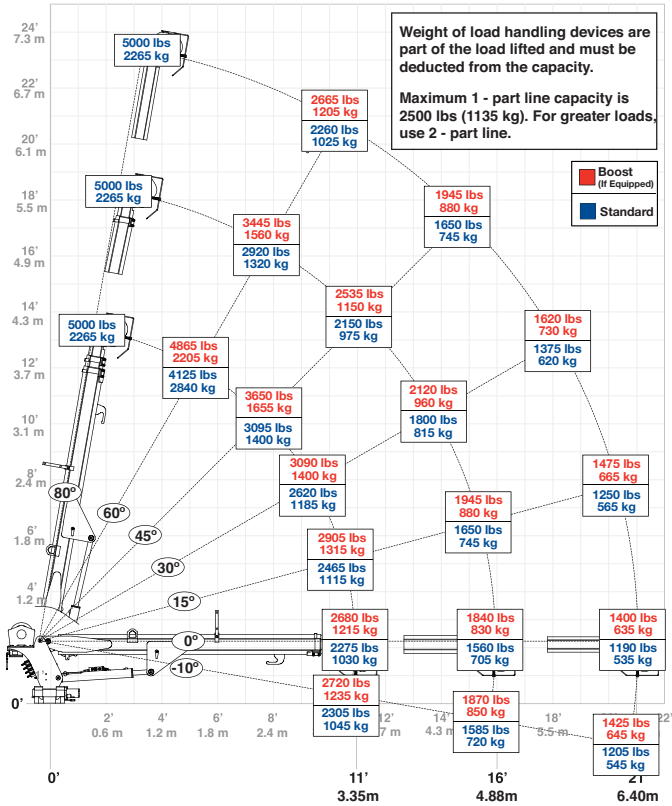 24'
7.3 m
22'
6.7 m
20'
6.1 m
18'
5.5 m
16'
4.9 m
14'
4.3 m
12'
3.7 m
10'
3.1 m
8'
2.4 m
6'
1.8 m
4'
1.2 m
0'
Weight of load handling devices are
part of the load lifted and must be
deducted from the capacity.
Maximum 1 - part line capacity is
2500 lbs (1135 kg). For greater loads,
use 2 - part line.
Boost
(If Equipped)
Standard
5000 lbs
2265 kg
2665 lbs
1205 kg
2260 lbs
1025 kg
5000 lbs
2265 kg
1945 lbs
880 kg
1650 lbs
745 kg
3445 lbs
1560 kg
2920 lbs
1320 kg
2535 lbs
1150 kg
2150 lbs
975 kg
5000 lbs
2265 kg
1620 lbs
730 kg
1375 lbs
620 kg
4865 lbs
2205 kg
4125 lbs
2840 kg
3650 lbs
1655 kg
3095 lbs
1400 kg
2120 lbs
960 kg
1800 lbs
815 kg
3090 lbs
1400 kg
2620 lbs
1185 kg
1475 lbs
665 kg
1250 lbs
565 kg
1945 lbs
880 kg
1650 lbs
745 kg
2905 lbs
1315 kg
2465 lbs
1115 kg
80º
60º
45º
30º
15º
0º
-10º
2680 lbs
1215 kg
2275 lbs
1030 kg
1840 lbs
830 kg
1560 lbs
705 kg
1400 lbs
635 kg
1190 lbs
535 kg
2720 lbs
1235 kg
2305 lbs
1045 kg
1870 lbs
850 kg
1585 lbs
720 kg
1425 lbs
645 kg
1205 lbs
545 kg
2' 4' 6' 8' 12' 14' 18'
0.6 m 1.2 m 1.8 m 2.4 m 4.3 5.5 m
0' 11' 16' 21'
3.35m 4.88m 6.40m